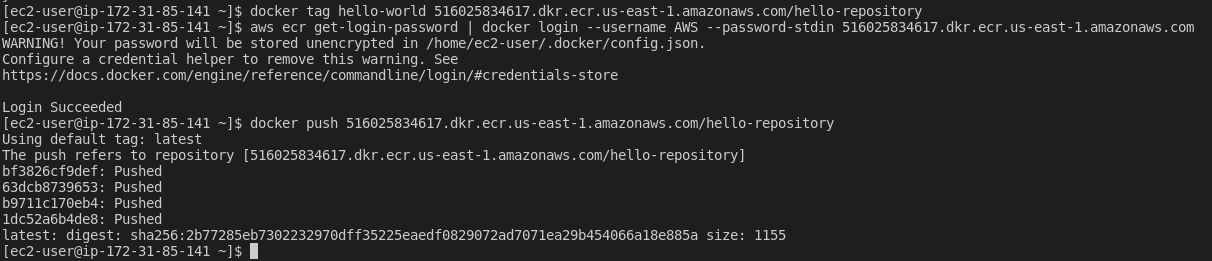 [ec2-user@ip-172-31-85-141 ~]$ docker tag hello-world 516025834617.dkr.ecr.us-east-1.amazonaws.com/hello-repository
[ec2-user@ip-172-31-85-141 ~]$ aws ecr get-login-password | docker login --username AWS --password-stdin 516025834617.dkr.ecr.us-east-1.amazonaws.com
WARNING! Your password will be stored unencrypted in /home/ec2-user/.docker/config.json.
Configure a credential helper to remove this warning. See
https://docs.docker.com/engine/reference/commandline/login/#credentials-store
Login Succeeded
[ec2-user@ip-172-31-85-141 ~]$ docker push 516025834617.dkr.ecr.us-east-1.amazonaws.com/hello-repository
Using default tag: latest
The push refers to repository [516025834617.dkr.ecr.us-east-1.amazonaws.com/hello-repository]
bf3826cf9def: Pushed
63dcb8739653: Pushed
b9711c170eb4: Pushed
1dc52a6b4de8: Pushed
latest: digest: sha256:2b77285eb7302232970dff35225eaedf0829072ad7071ea29b454066a18e885a size: 1155
[ec2-user@ip-172-31-85-141 ~]$